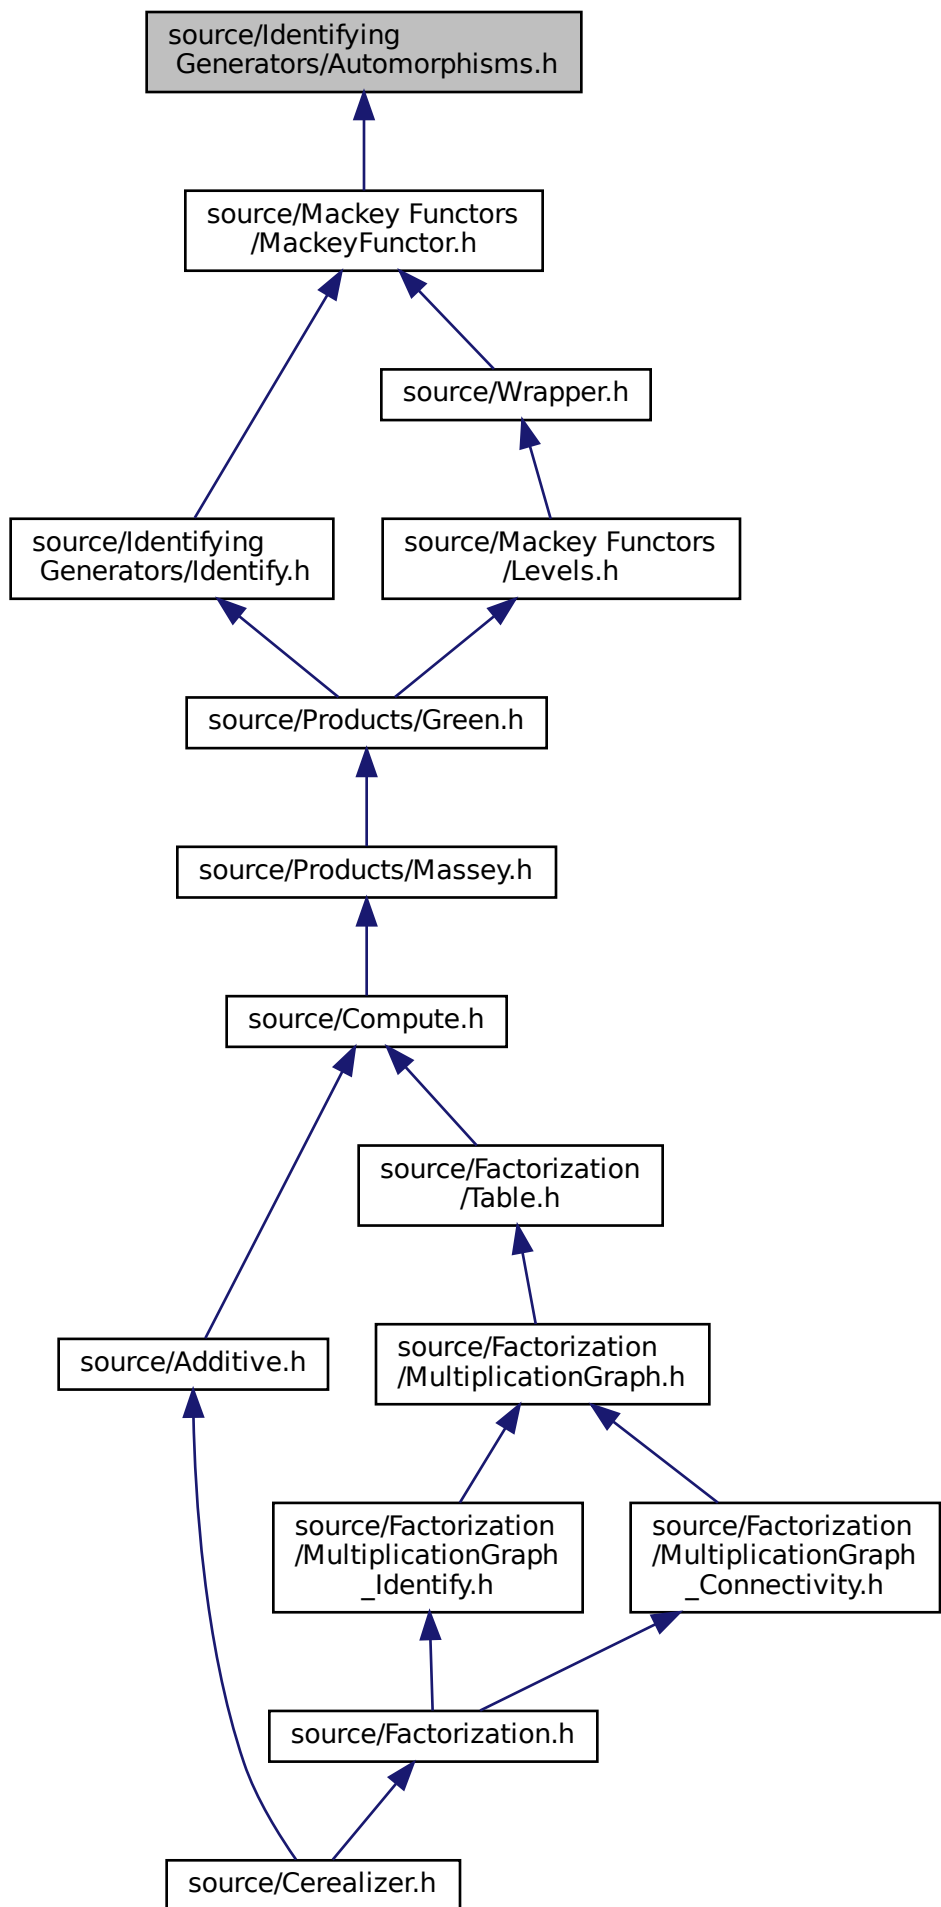 source/Identifying
Generators/Automorphisms.h
source/Mackey Functors
/MackeyFunctor.h
source/Wrapper.h
source/Identifying
Generators/Identify.h
source/Mackey Functors
/Levels.h
source/Products/Green.h
source/Products/Massey.h
source/Compute.h
source/Factorization
/Table.h
source/Additive.h
source/Factorization
/MultiplicationGraph.h
source/Factorization
/MultiplicationGraph
_Identify.h
source/Factorization
/MultiplicationGraph
_Connectivity.h
source/Factorization.h
source/Cerealizer.h